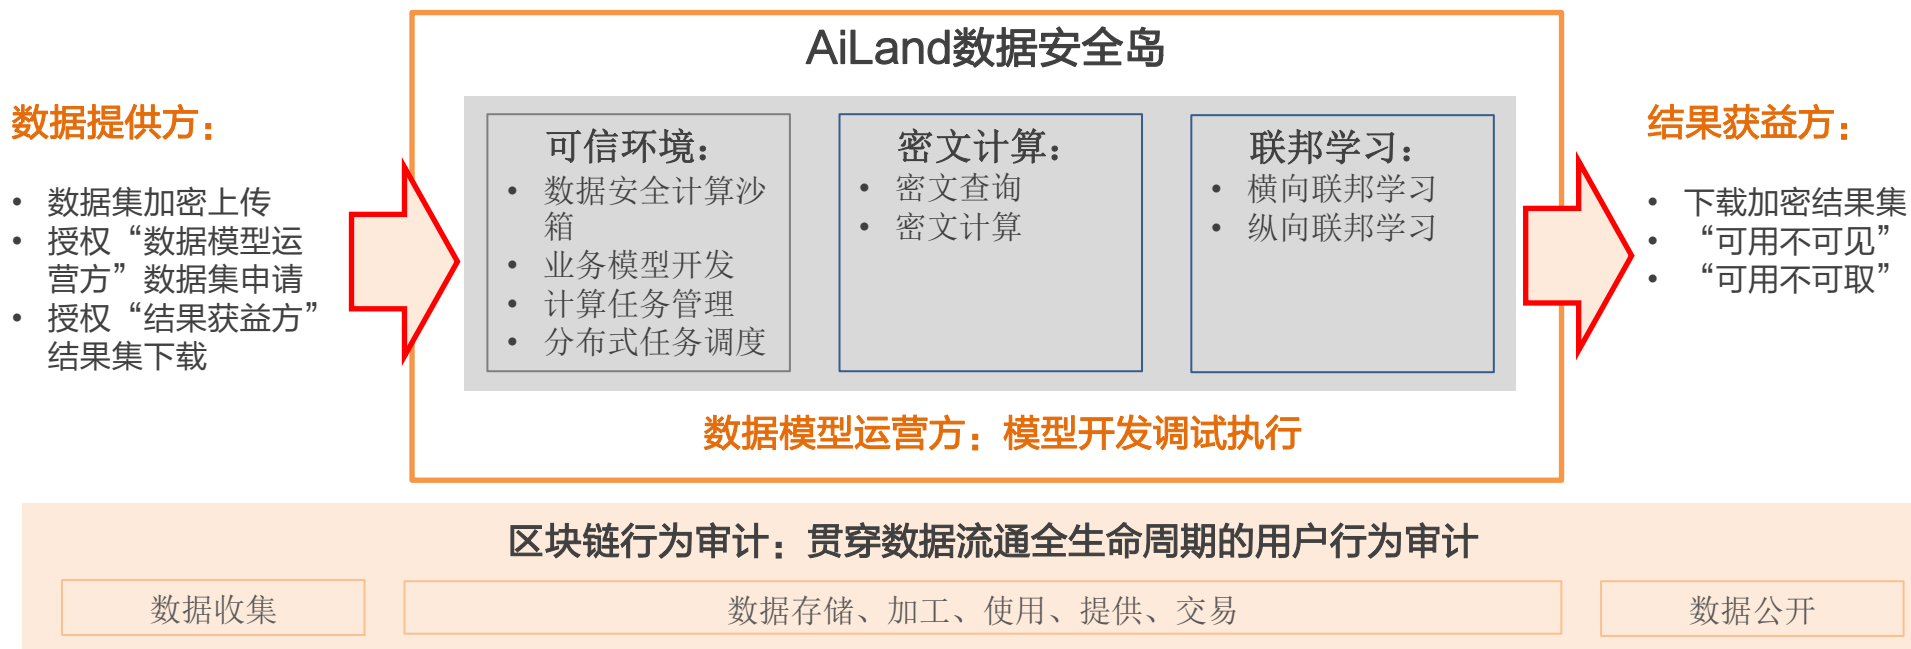 AiLand数据安全岛
数据提供方：
• 数据集加密上传
• 授权“数据模型运
营方”数据集申请
• 授权“结果获益方”
结果集下载
可信环境：
• 数据安全计算沙
箱
• 业务模型开发
• 计算任务管理
• 分布式任务调度
密文计算：
• 密文查询
• 密文计算
联邦学习：
• 横向联邦学习
• 纵向联邦学习
数据模型运营方：模型开发调试执行
结果获益方：
• 下载加密结果集
• “可用不可见”
• “可用不可取”
区块链行为审计：贯穿数据流通全生命周期的用户行为审计
数据收集
数据存储、加工、使用、提供、交易
数据公开